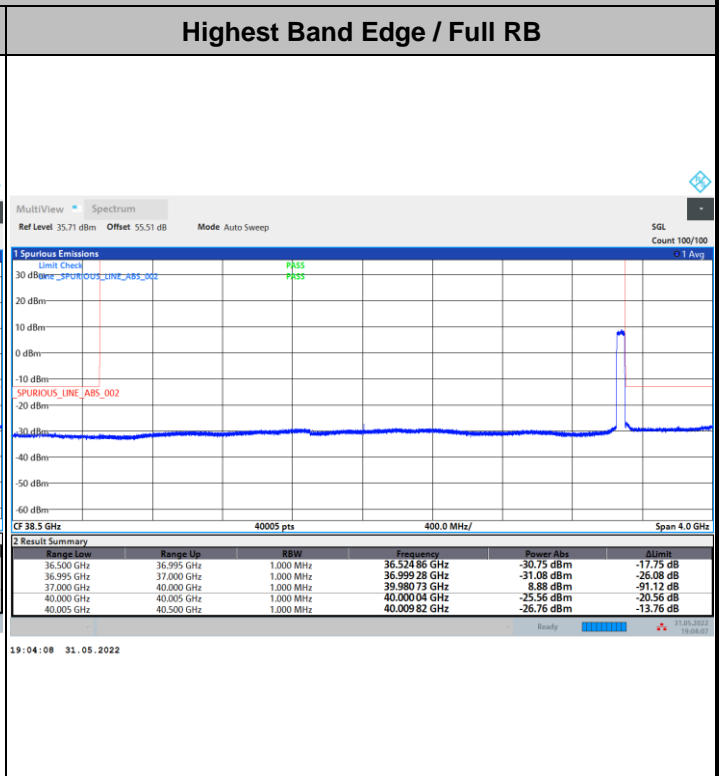 Highest Band Edge / Full RB
MultiView Spectrum
Ref Level 35.71 dBm Offset 55.51 dB Mode Auto Sweep SGL
Count 100/100
1 Spurious Emissions 1 Avg
Limit Check PASS
30 dBm Line _SPURIOUS_LINE_ABS_002 PASS
20 dBm
10 dBm
0 dBm
-10 dBm
_SPURIOUS_LINE_ABS_002
-20 dBm
-30 dBm
-40 dBm
-50 dBm
-60 dBm
CF 38.5 GHz 40005 pts 400.0 MHz/ Span 4.0 GHz
2 Result Summary
Range Low Range Up RBW Frequency Power Abs ΔLimit
36.500 GHz 36.995 GHz 1.000 MHz 36.524 86 GHz -30.75 dBm -17.75 dB
36.995 GHz 37.000 GHz 1.000 MHz 36.999 28 GHz -31.08 dBm -26.08 dB
37.000 GHz 40.000 GHz 1.000 MHz 39.980 73 GHz 8.88 dBm -91.12 dB
40.000 GHz 40.005 GHz 1.000 MHz 40.000 04 GHz -25.56 dBm -20.56 dB
40.005 GHz 40.500 GHz 1.000 MHz 40.009 82 GHz -26.76 dBm -13.76 dB
Ready 31.05.2022
19:04:07
19:04:08 31.05.2022